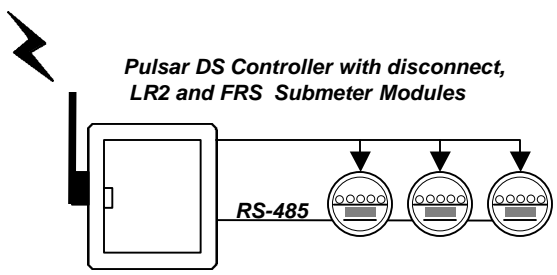 Pulsar DS Controller with disconnect,
LR2 and FRS Submeter Modules
RS-485